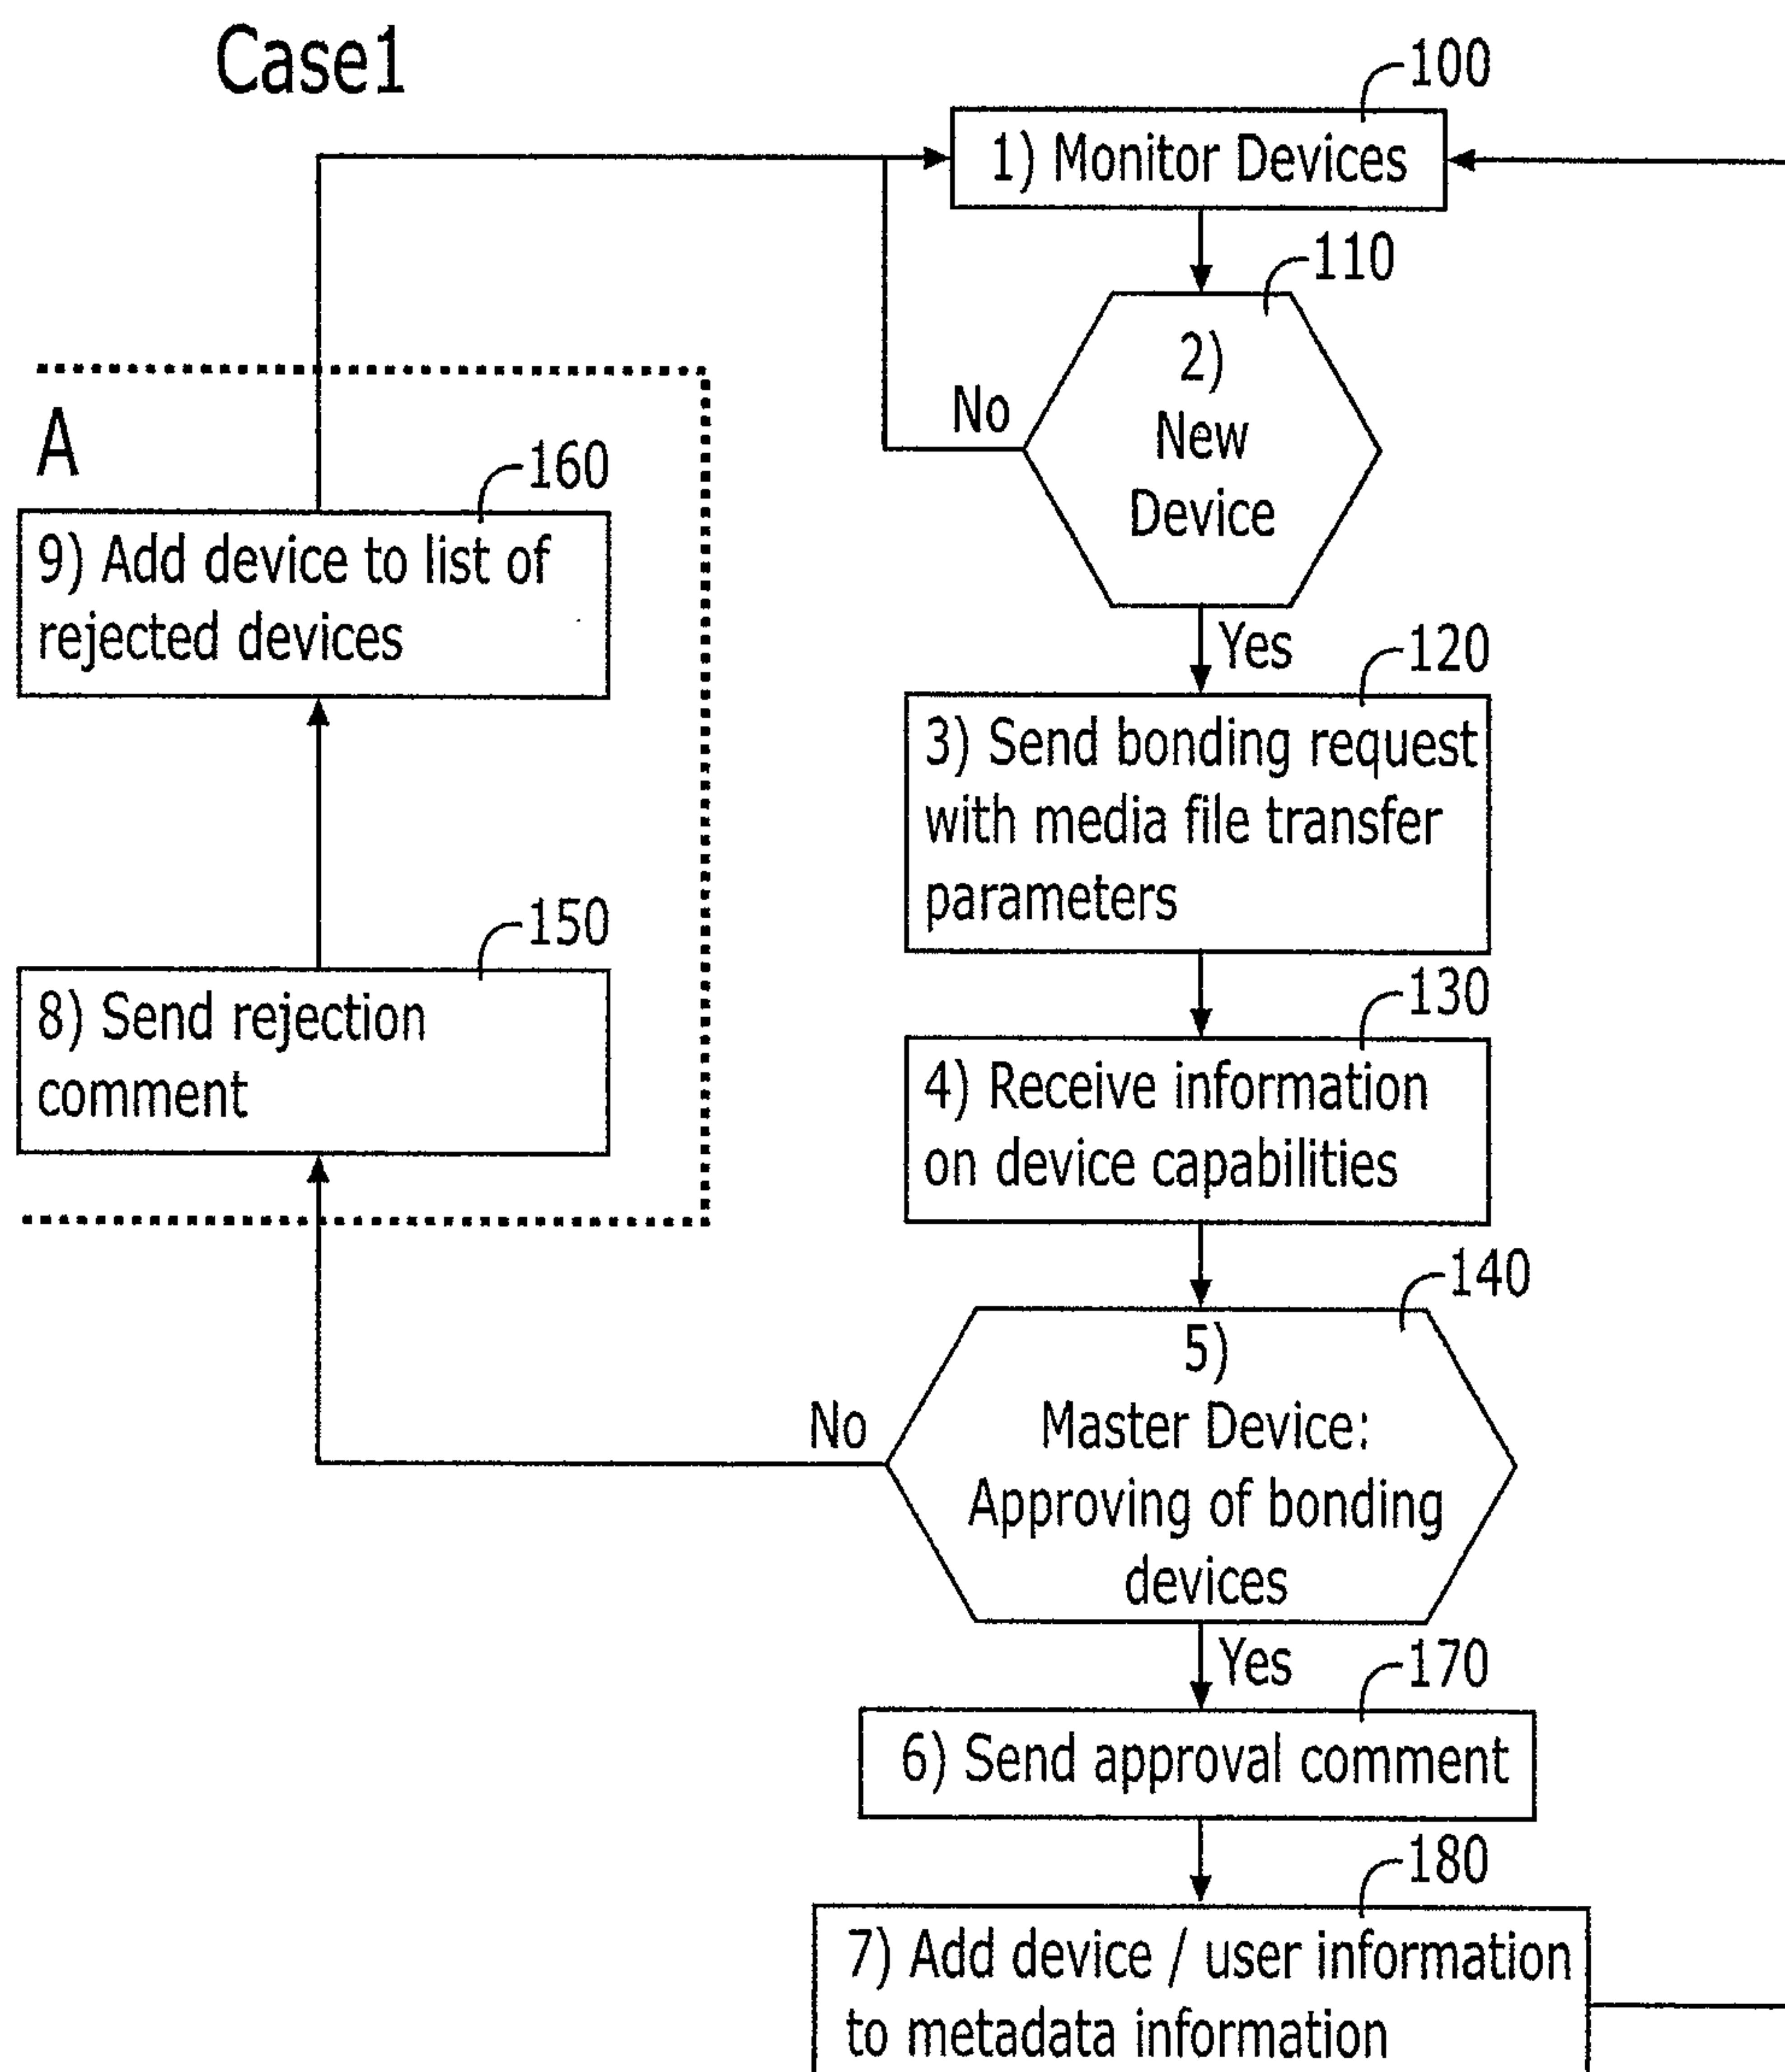 Case1
100
1) Monitor Devices
110
2)
New
Device
No
Yes
120
3) Send bonding request
with media file transfer
parameters
130
4) Receive information
on device capabilities
140
5)
Master Device:
Approving of bonding
devices
No
Yes
A
160
9) Add device to list of
rejected devices
150
8) Send rejection
comment
170
6) Send approval comment
180
7) Add device / user information
to metadata information